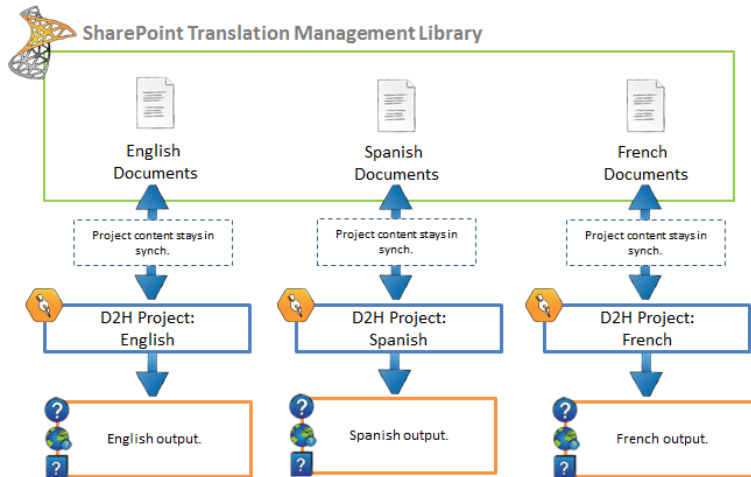 SharePoint Translation Management Library
English
Documents
Spanish
Documents
French
Documents
Project content stays in
synch.
Project content stays in
synch.
Project content stays in
synch.
D2H Project:
English
D2H Project:
Spanish
D2H Project:
French
?
?
English output.
?
?
Spanish output.
?
?
French output.